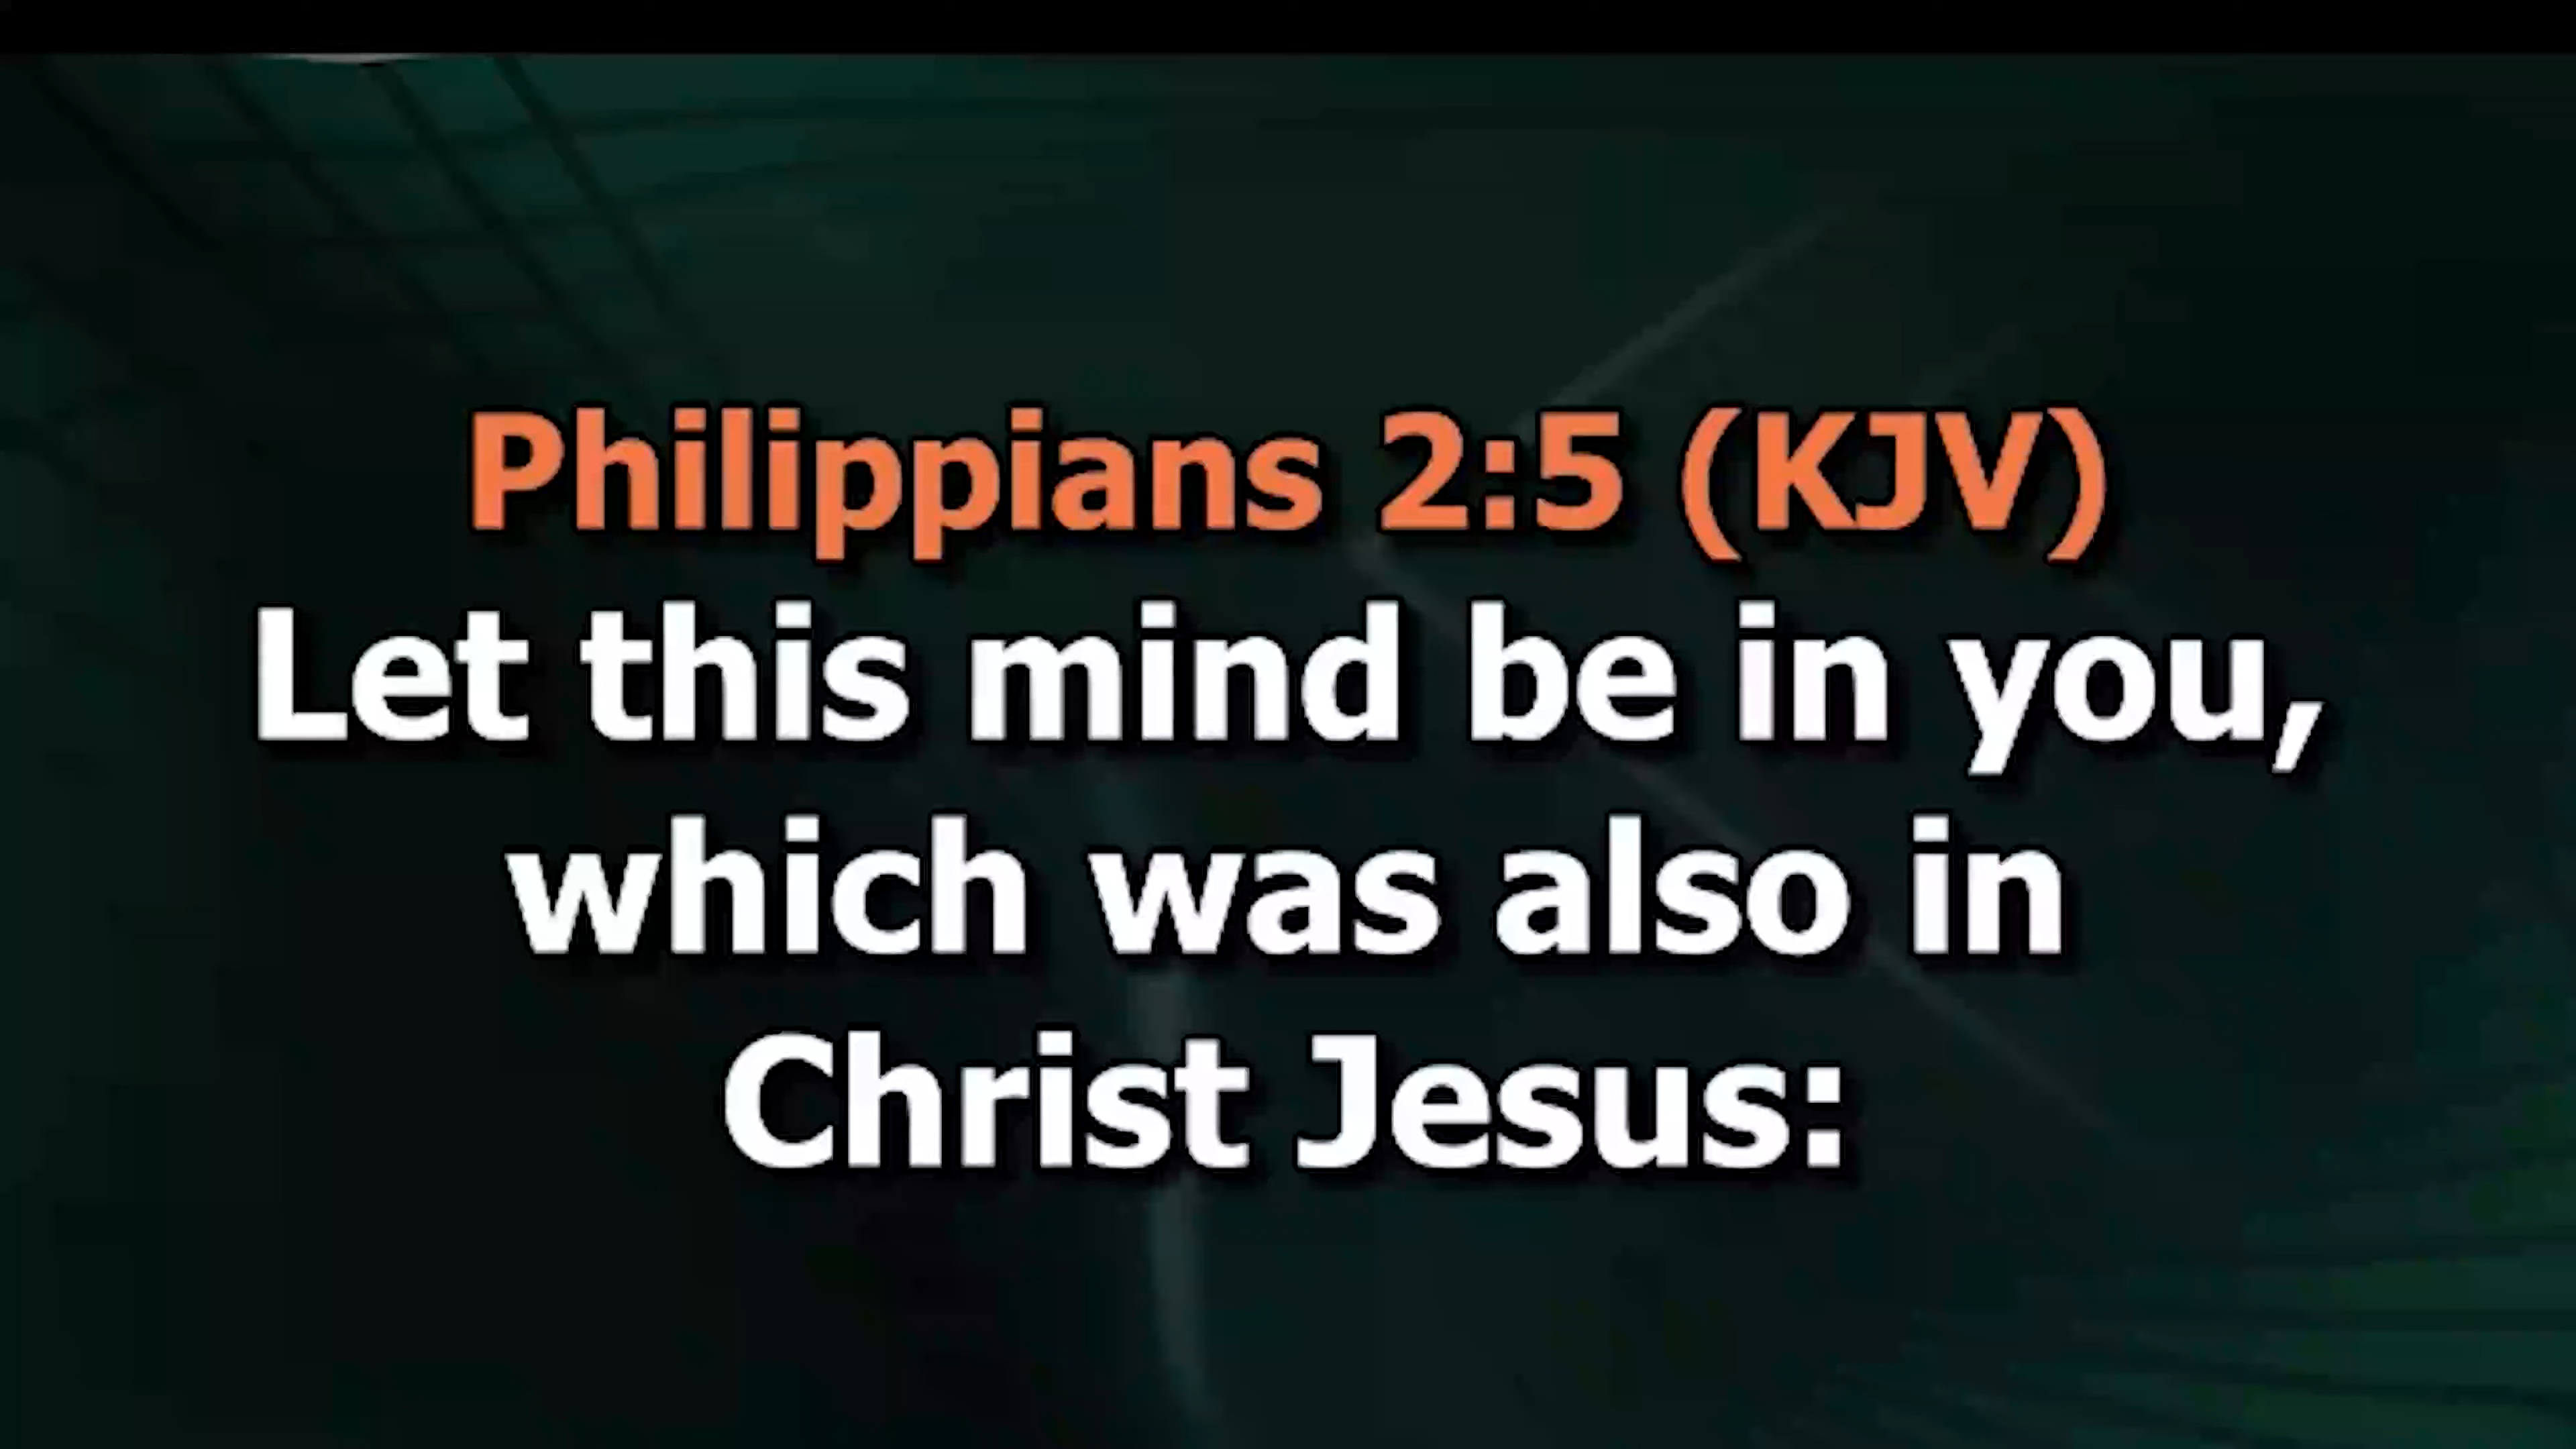 Philippians 2:5 (KJV)
Let this mind be in you,
which was also in
Christ Jesus: